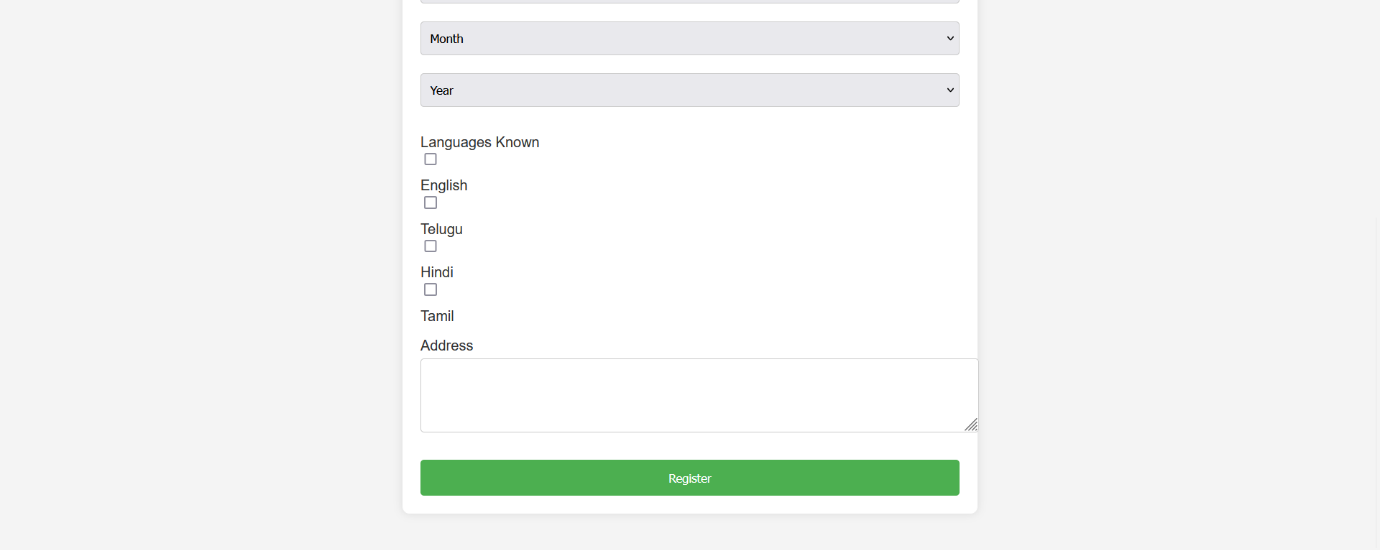 Month
Year
Languages Known
English
Telugu
Hindi
Tamil
Address
Register